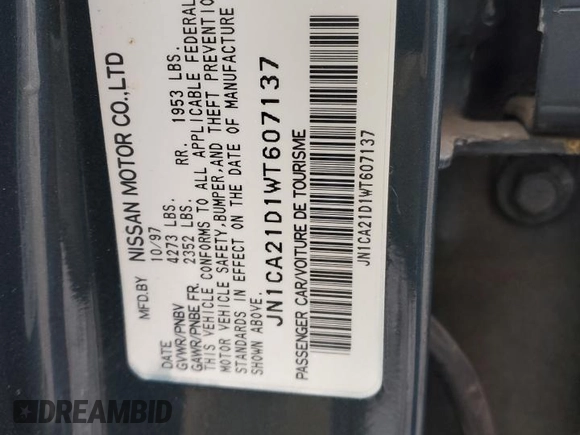 MFD.BY NISSAN MOTOR CO.,LTD
DATE 10/97
GVWR/PNBV 4273 LBS.
GAWR/PNBE FR. 2352 LBS. RR. 1953 LBS.
THIS VEHICLE CONFORMS TO ALL APPLICABLE FEDERAL
MOTOR VEHICLE SAFETY, BUMPER, AND THEFT PREVENTION
STANDARDS IN EFFECT ON THE DATE OF MANUFACTURE
SHOWN ABOVE.
JN1CA21D1WT607137
PASSENGER CAR/VOITURE DE TOURISME
JN1CA21D1WT607137
DREAMBID